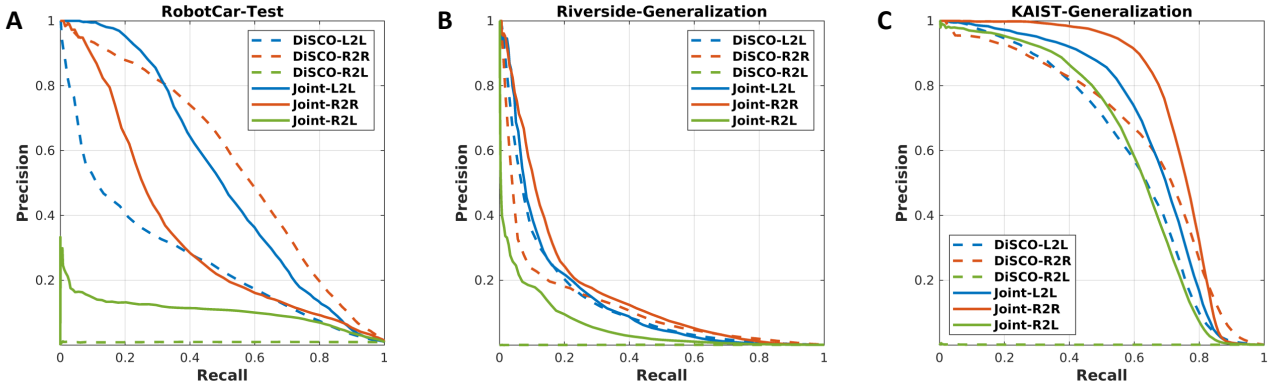 A
RobotCar-Test
DiSCO-L2L
DiSCO-R2R
DiSCO-R2L
Joint-L2L
Joint-R2R
Joint-R2L
Precision
1
0.8
0.6
0.4
0.2
0 0.2 0.4 0.6 0.8 1
Recall
B
Riverside-Generalization
DiSCO-L2L
DiSCO-R2R
DiSCO-R2L
Joint-L2L
Joint-R2R
Joint-R2L
Precision
1
0.8
0.6
0.4
0.2
0 0.2 0.4 0.6 0.8 1
Recall
C
KAIST-Generalization
Precision
1
0.8
0.6
0.4
0.2
DiSCO-L2L
DiSCO-R2R
DiSCO-R2L
Joint-L2L
Joint-R2R
Joint-R2L
0 0.2 0.4 0.6 0.8 1
Recall